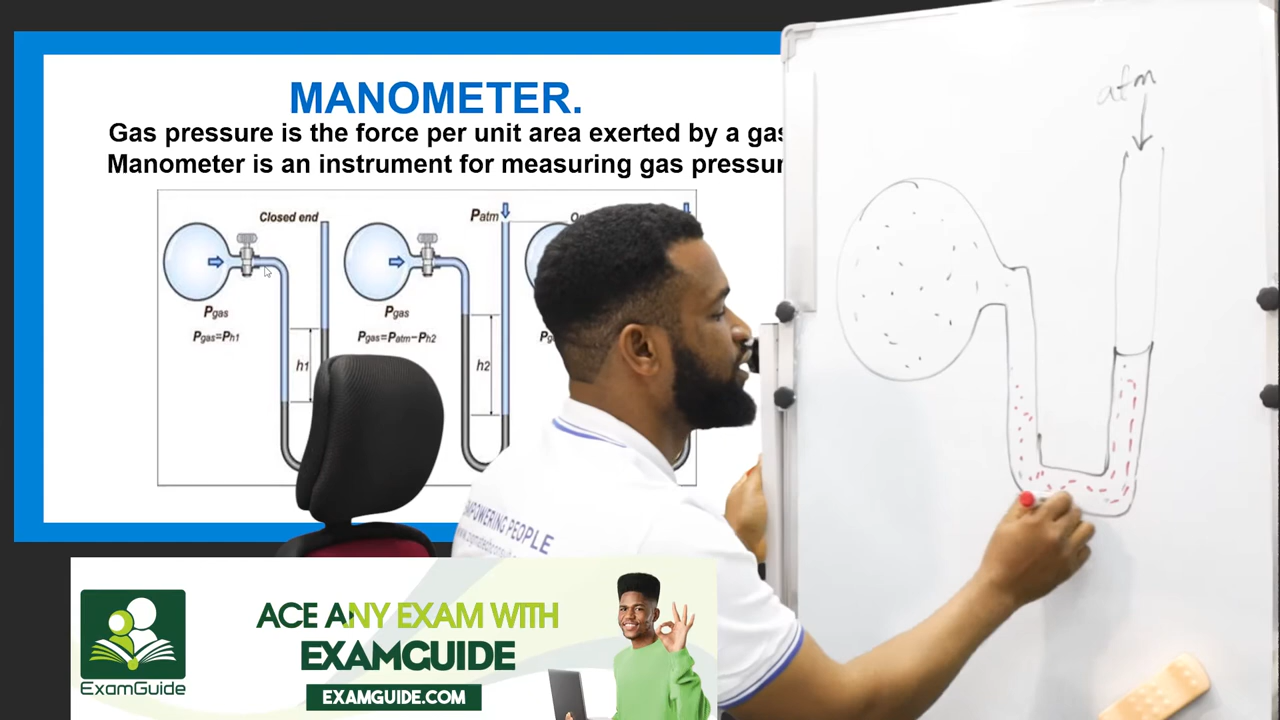 MANOMETER.
Gas pressure is the force per unit area exerted by a gas
Manometer is an instrument for measuring gas
Closed end
Patm
Pgas
Pgas=Ph1
h1
Pgas
Pgas=Patm−Ph2
h2
atm
EMPOWERING PEOPLE
ACE ANY EXAM WITH
EXAMGUIDE
EXAMGUIDE.COM
ExamGuide